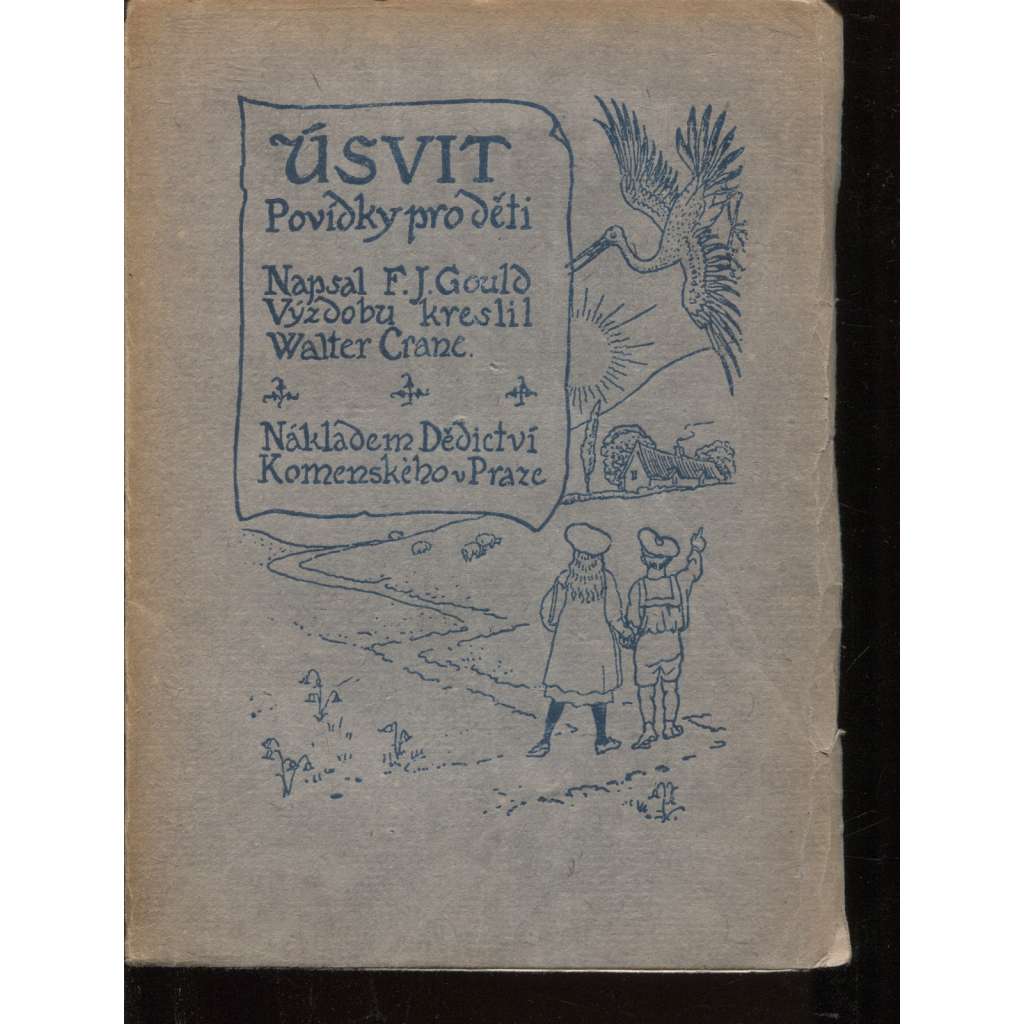 ÚSVIT
Povídky pro děti
Napsal F. J. Gould
Výzdobu kreslil
Walter Crane.
Nákladem Dědictví
Komenského v Praze